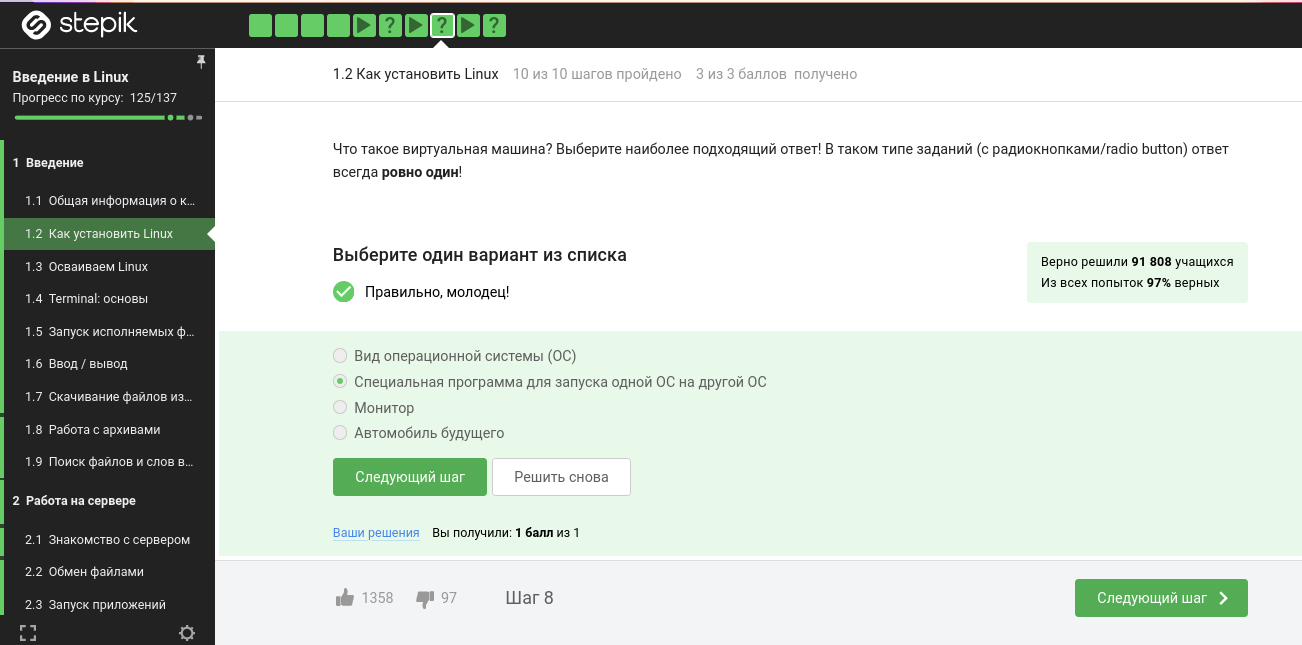 stepik
? ? ?
Введение в Linux
Прогресс по курсу: 125/137
1 Введение
1.1 Общая информация о к...
1.2 Как установить Linux
1.3 Осваиваем Linux
1.4 Terminal: основы
1.5 Запуск исполняемых ф...
1.6 Ввод / вывод
1.7 Скачивание файлов из...
1.8 Работа с архивами
1.9 Поиск файлов и слов в...
2 Работа на сервере
2.1 Знакомство с сервером
2.2 Обмен файлами
2.3 Запуск приложений
1.2 Как установить Linux 10 из 10 шагов пройдено 3 из 3 баллов получено
Что такое виртуальная машина? Выберите наиболее подходящий ответ! В таком типе заданий (с радиокнопками/radio button) ответ
всегда ровно один!
Выберите один вариант из списка
Правильно, молодец!
Верно решили 91 808 учащихся
Из всех попыток 97% верных
Вид операционной системы (ОС)
Специальная программа для запуска одной ОС на другой ОС
Монитор
Автомобиль будущего
Следующий шаг Решить снова
Ваши решения Вы получили: 1 балл из 1
1358 97 Шаг 8 Следующий шаг